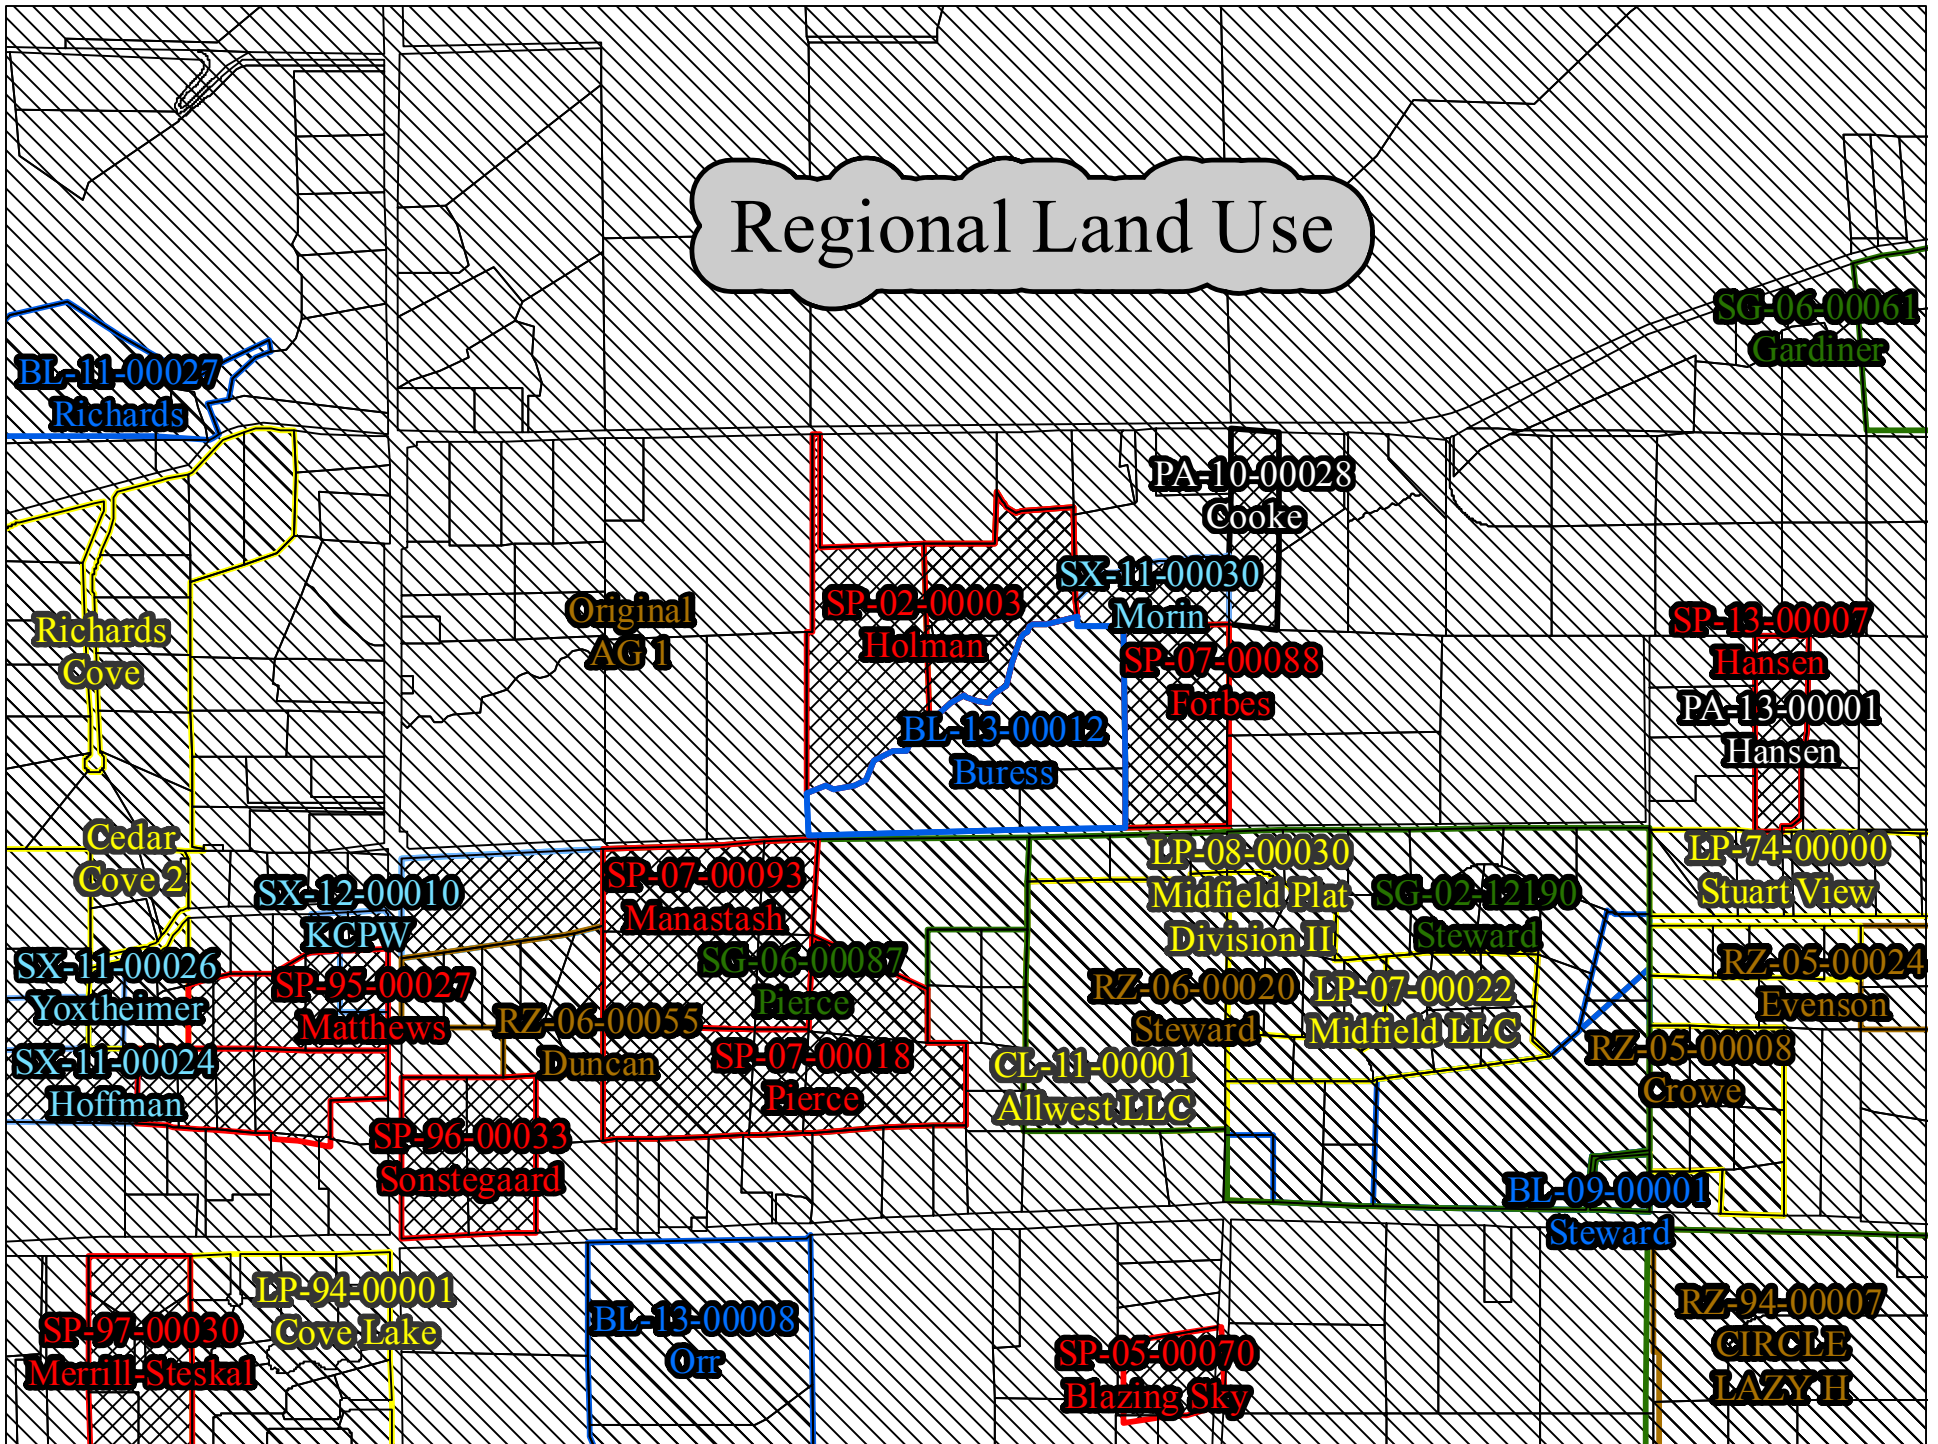 Regional Land Use
SG-06-00061
Gardiner
BL-11-00027
Richards
PA-10-00028
Cooke
SX-11-00030
Morin
Original
AG 1
SP-02-00003
Holman
SP-13-00007
Hansen
Richards
Cove
SP-07-00088
Forbes
PA-13-00001
Hansen
BL-13-00012
Buress
Cedar
Cove 2
LP-08-00030
Midfield Plat
Division II
LP-74-00000
Stuart View
SP-07-00093
Manastash
SX-12-00010
KCPW
SG-02-12190
Steward
SX-11-00026
Yoxtheimer
SP-95-00027
Matthews
SG-06-00087
Pierce
RZ-05-00024
Evenson
RZ-06-00020
Steward
LP-07-00022
Midfield LLC
RZ-06-00055
Duncan
SX-11-00024
Hoffman
SP-07-00018
Pierce
CL-11-00001
Allwest LLC
RZ-05-00008
Crowe
SP-96-00033
Sonstegaard
BL-09-00001
Steward
LP-94-00001
Cove Lake
SP-97-00030
Merrill-Steskal
BL-13-00008
Orr
SP-05-00070
Blazing Sky
RZ-94-00007
CIRCLE
LAZY H